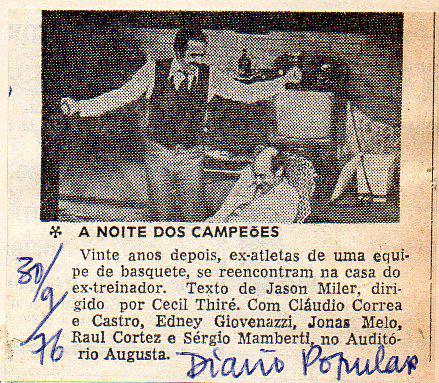 * A NOITE DOS CAMPEÕES
Vinte anos depois, ex-atletas de uma equi
pe de basquete, se reencontram na casa do
ex-treinador. Texto de Jason Miler, diri-
gido por Cecil Thiré. Com Cláudio Correa
e Castro, Edney Giovenazzi, Jonas Melo,
Raul Cortez e Sérgio Mamberti, no Auditó
rio Augusta.
30/9
76
Diario Popular